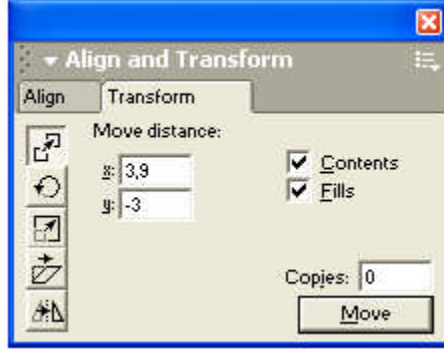 Align and Transform
Align Transform
Move distance:
x: 3,9
Contents
y: -3
Fills
Copies: 0
Move